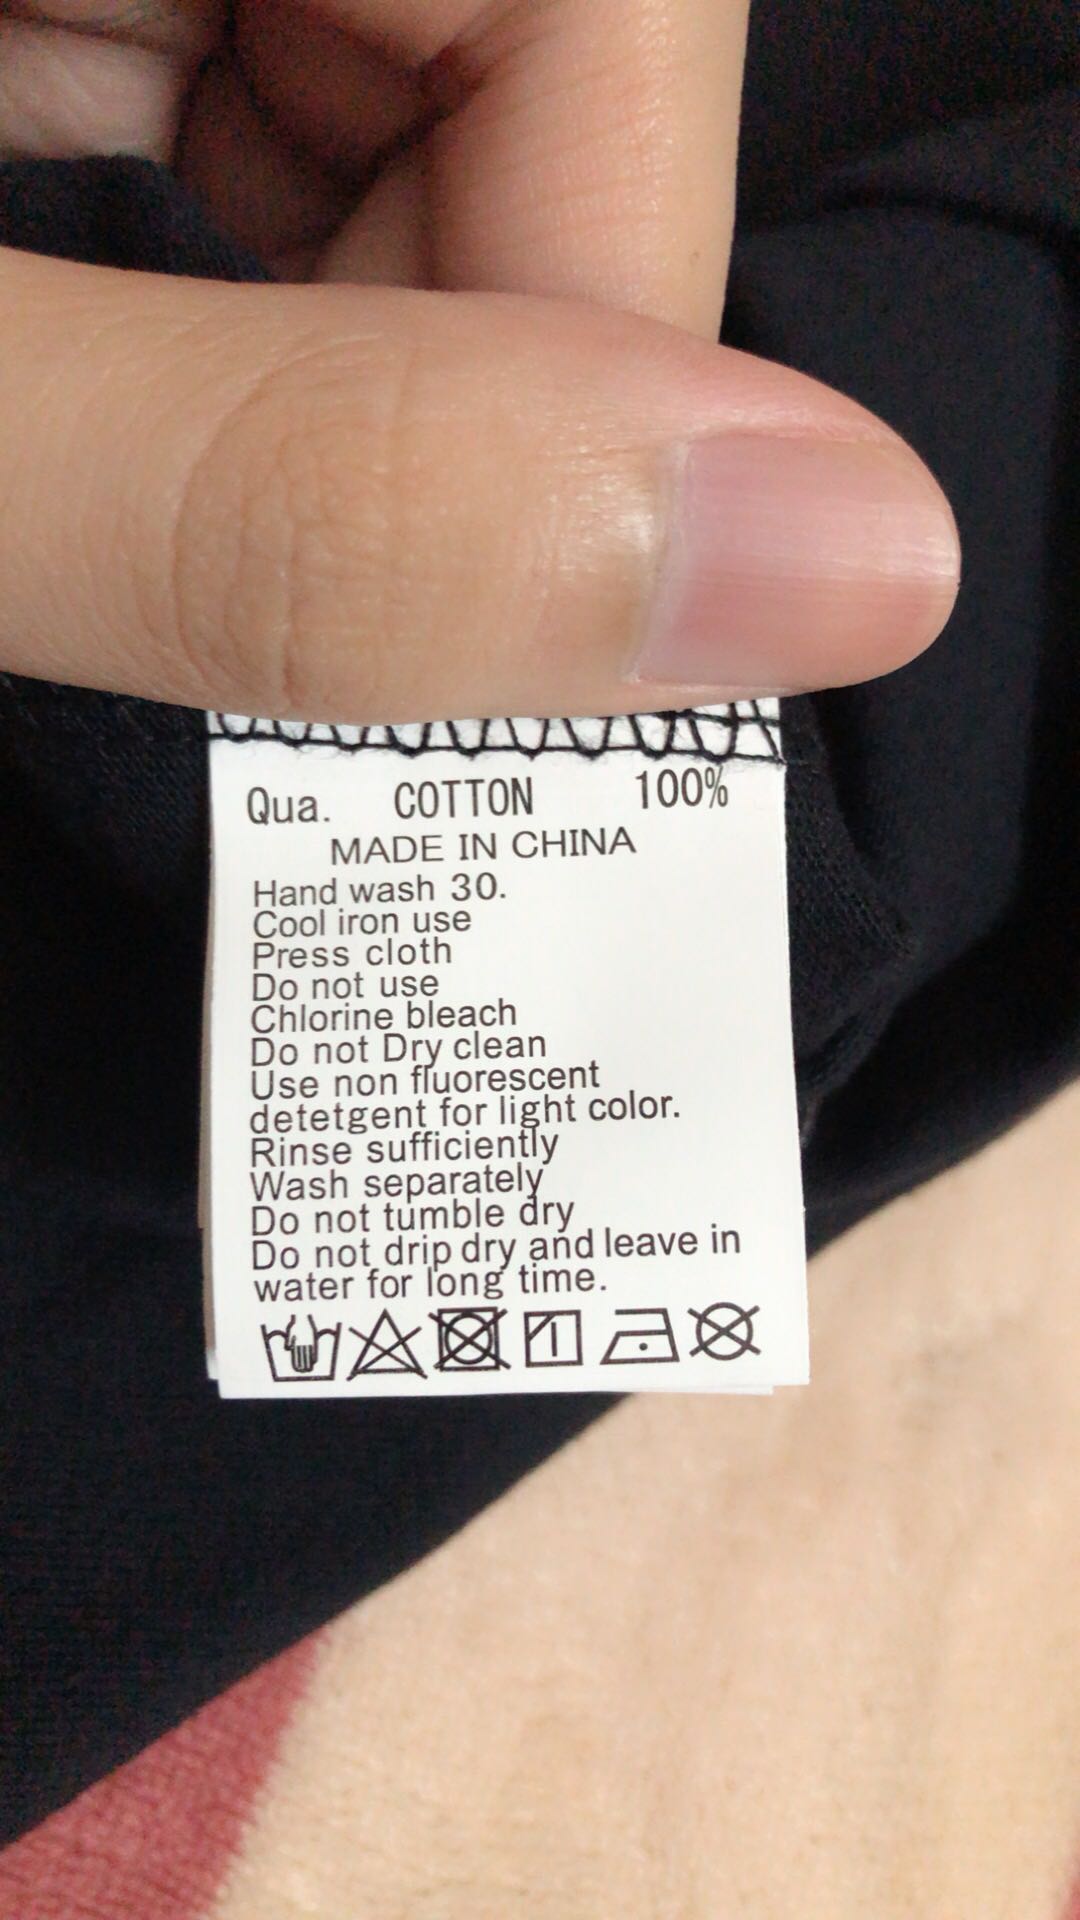 Qua. COTTON 100%
MADE IN CHINA
Hand wash 30.
Cool iron use
Press cloth
Do not use
Chlorine bleach
Do not Dry clean
Use non fluorescent
detetgent for light color.
Rinse sufficiently
Wash separately
Do not tumble dry
Do not drip dry and leave in
water for long time.